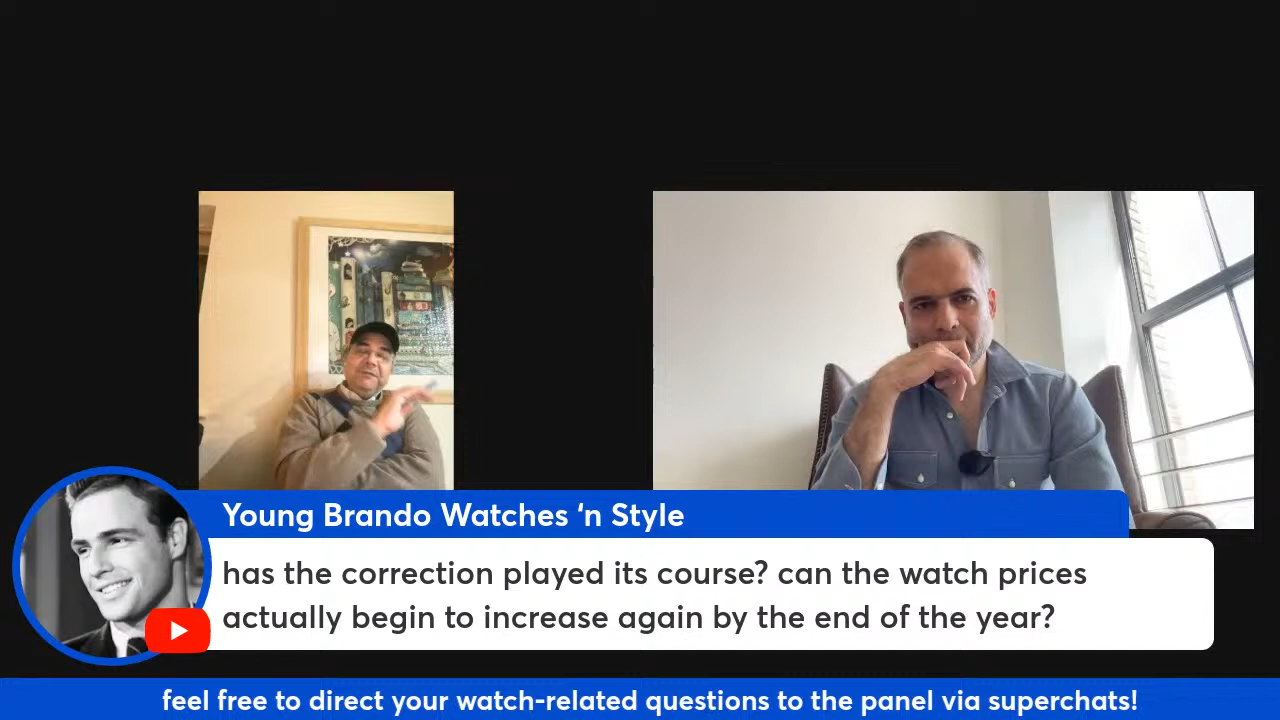 Young Brando Watches ‘n Style
has the correction played its course? can the watch prices
actually begin to increase again by the end of the year?
feel free to direct your watch-related questions to the panel via superchats!